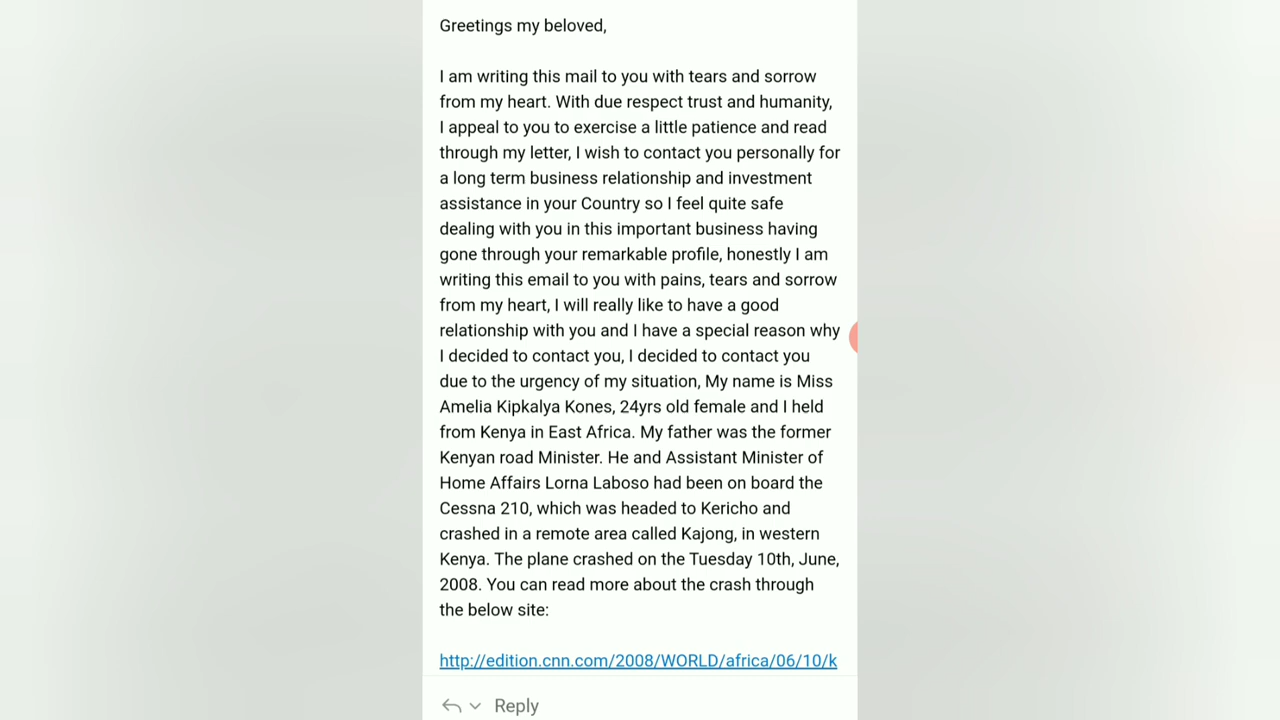 Greetings my beloved,
I am writing this mail to you with tears and sorrow
from my heart. With due respect trust and humanity,
I appeal to you to exercise a little patience and read
through my letter, I wish to contact you personally for
a long term business relationship and investment
assistance in your Country so I feel quite safe
dealing with you in this important business having
gone through your remarkable profile, honestly I am
writing this email to you with pains, tears and sorrow
from my heart, I will really like to have a good
relationship with you and I have a special reason why
I decided to contact you, I decided to contact you
due to the urgency of my situation, My name is Miss
Amelia Kipkalya Kones, 24yrs old female and I held
from Kenya in East Africa. My father was the former
Kenyan road Minister. He and Assistant Minister of
Home Affairs Lorna Laboso had been on board the
Cessna 210, which was headed to Kericho and
crashed in a remote area called Kajong, in western
Kenya. The plane crashed on the Tuesday 10th, June,
2008. You can read more about the crash through
the below site:
http://edition.cnn.com/2008/WORLD/africa/06/10/k
Reply